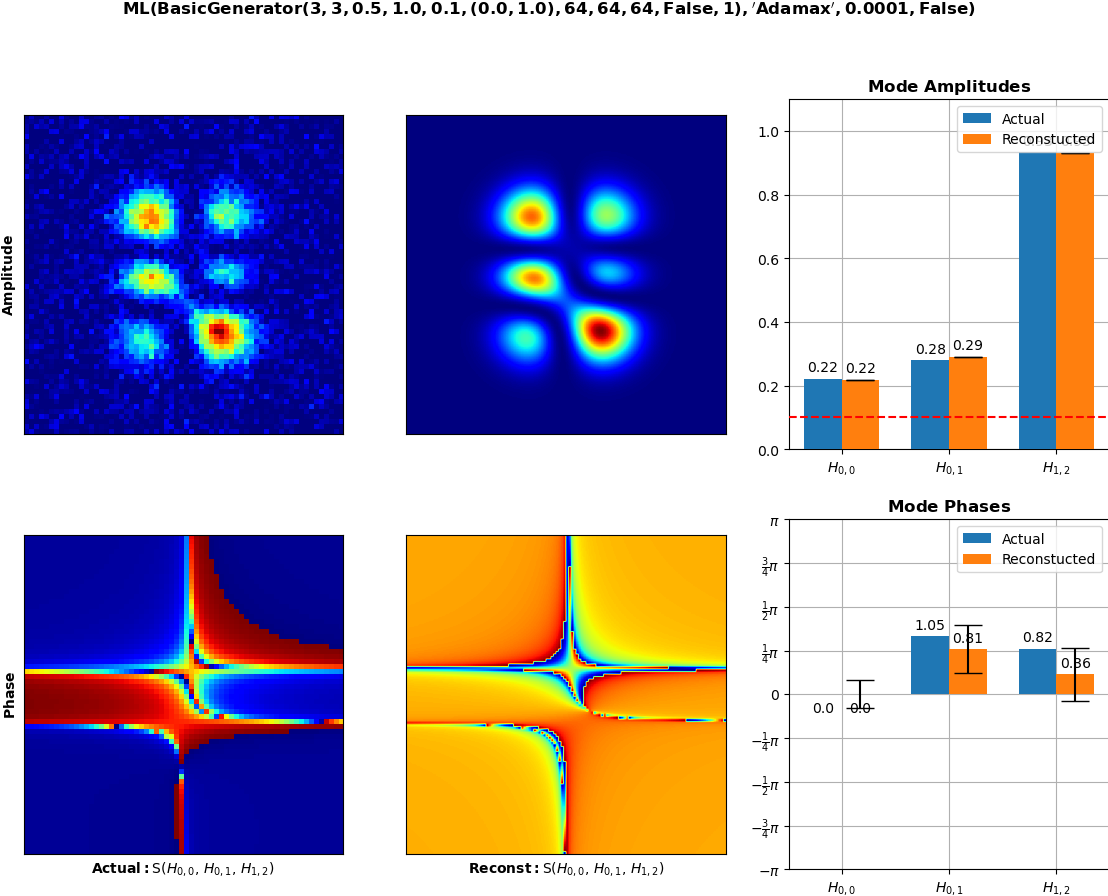 ML(BasicGenerator(3, 3, 0.5, 1.0, 0.1, (0.0, 1.0), 64, 64, 64, False, 1), 'Adamax', 0.0001, False)
Mode Amplitudes
Actual
Reconstucted
1.0
0.8
0.6
0.4
0.2
0.0
0.22
0.22
0.28
0.29
H0,0
H0,1
H1,2
Amplitude
Mode Phases
Actual
Reconstucted
π
3/4π
1/2π
1/4π
0
−1/4π
−1/2π
−3/4π
−π
0.0
-0.0
1.05
0.81
0.82
0.36
H0,0
H0,1
H1,2
Phase
Actual: S(H0,0, H0,1, H1,2)
Reconst: S(H0,0, H0,1, H1,2)